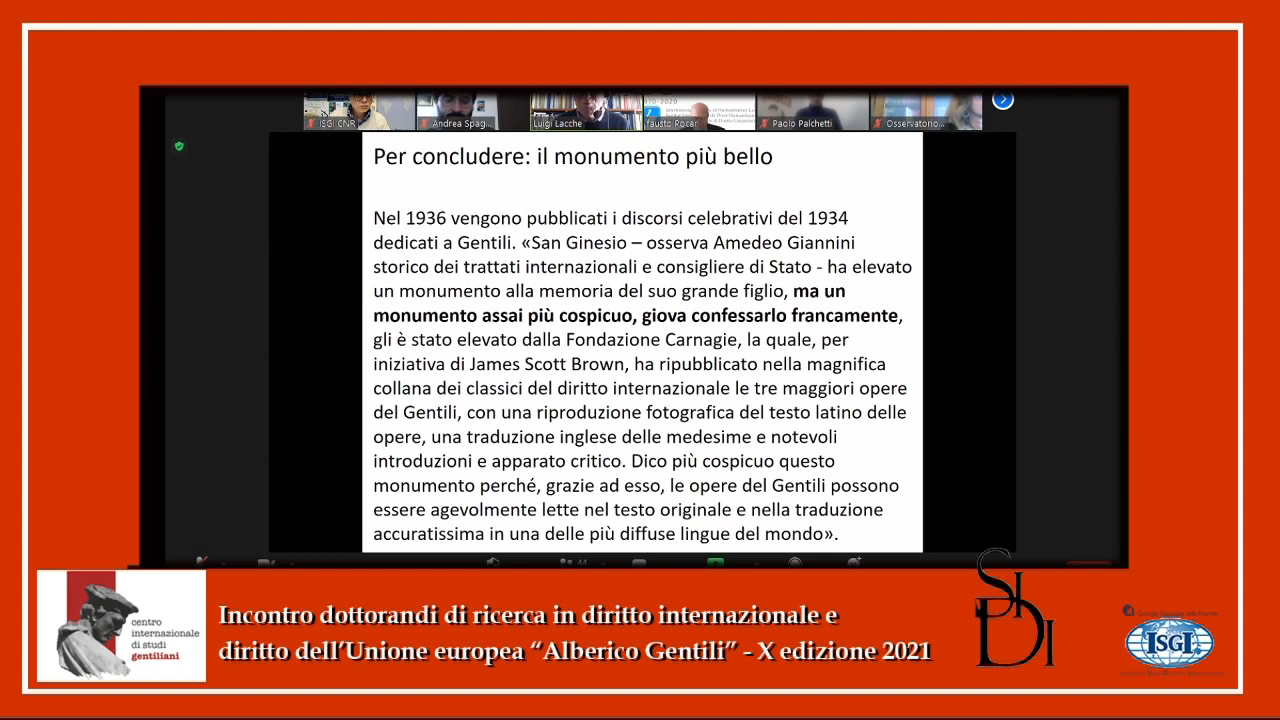 970-2020
ISGI CNR
Andrea Spag...
Luigi Lacche
fausto Pocar
Paolo Palchetti
Osservatorio...
Per concludere: il monumento più bello
Nel 1936 vengono pubblicati i discorsi celebrativi del 1934
dedicati a Gentili. «San Ginesio – osserva Amedeo Giannini
storico dei trattati internazionali e consigliere di Stato - ha elevato
un monumento alla memoria del suo grande figlio, ma un
monumento assai più cospicuo, giova confessarlo francamente,
gli è stato elevato dalla Fondazione Carnagie, la quale, per
iniziativa di James Scott Brown, ha ripubblicato nella magnifica
collana dei classici del diritto internazionale le tre maggiori opere
del Gentili, con una riproduzione fotografica del testo latino delle
opere, una traduzione inglese delle medesime e notevoli
introduzioni e apparato critico. Dico più cospicuo questo
monumento perché, grazie ad esso, le opere del Gentili possono
essere agevolmente lette nel testo originale e nella traduzione
accuratissima in una delle più diffuse lingue del mondo».
44
centro
internazionale
di studi
gentiliani
Incontro dottorandi di ricerca in diritto internazionale e
diritto dell'Unione europea “Alberico Gentili” - X edizione 2021
SIDI
ISGI